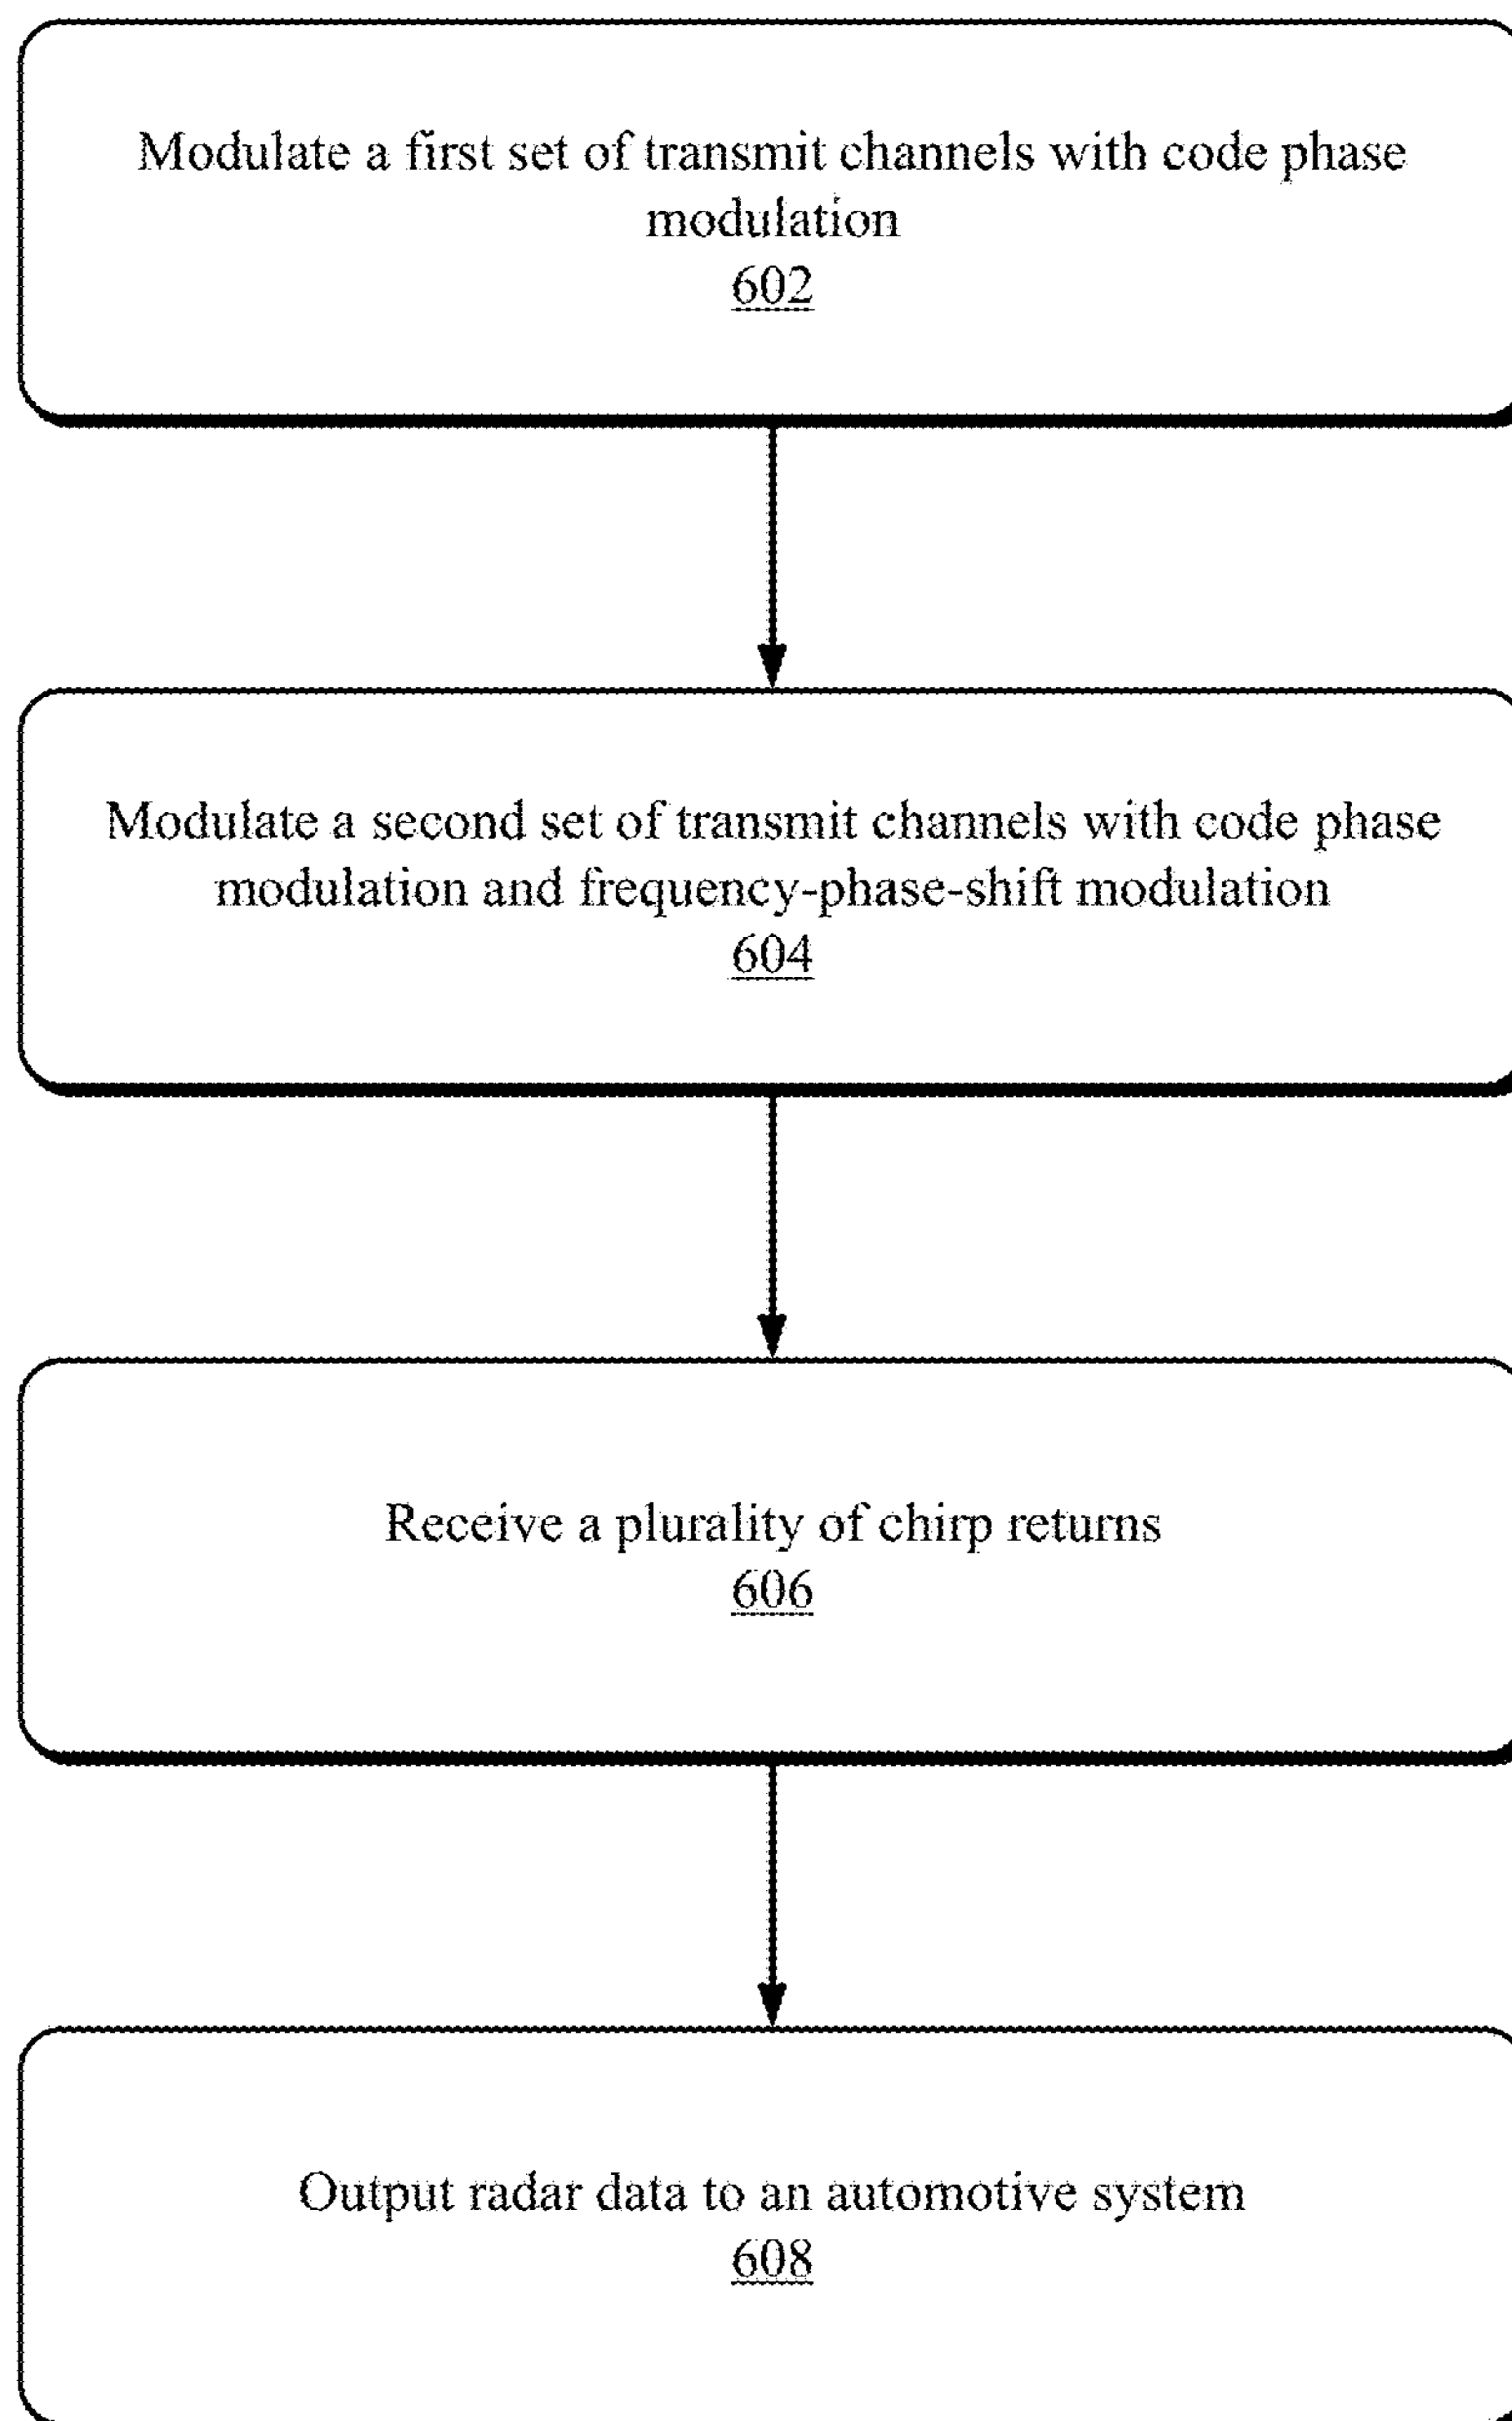 Modulate a first set of transmit channels with code phase
modulation
602
Modulate a second set of transmit channels with code phase
modulation and frequency-phase-shift modulation
604
Receive a plurality of chirp returns
606
Output radar data to an automotive system
608